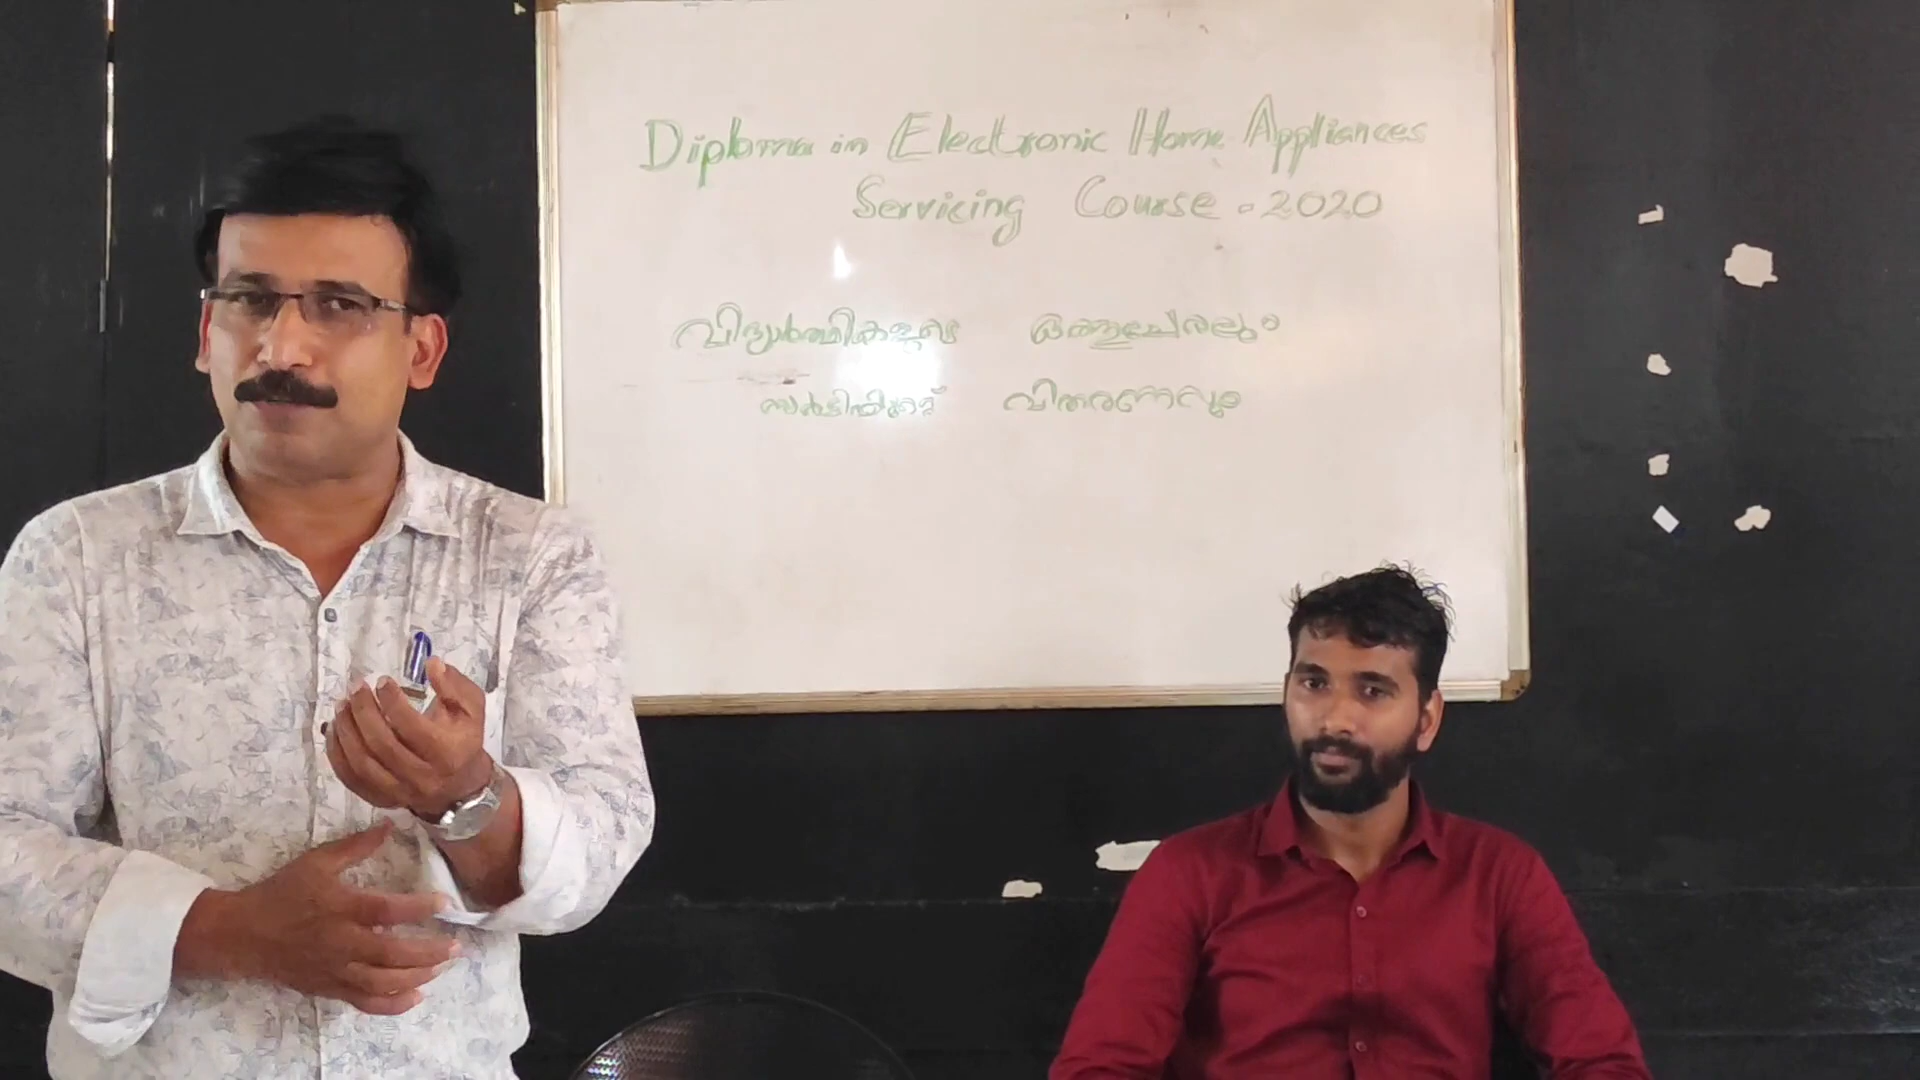 Diploma in Electronic Home Appliances
Servicing Course - 2020
വിദ്യാർത്ഥികളുടെ ഒത്തുചേരലും
സർട്ടിഫിക്കറ്റ് വിതരണവും